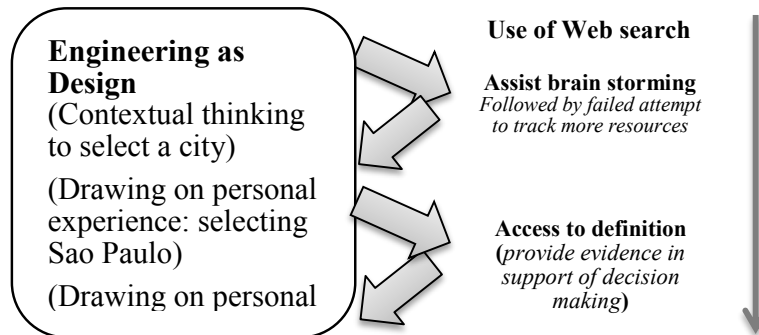 Engineering as
Design
(Contextual thinking
to select a city)
(Drawing on personal
experience: selecting
Sao Paulo)
(Drawing on personal
Use of Web search
Assist brain storming
Followed by failed attempt
to track more resources
Access to definition
(provide evidence in
support of decision
making)